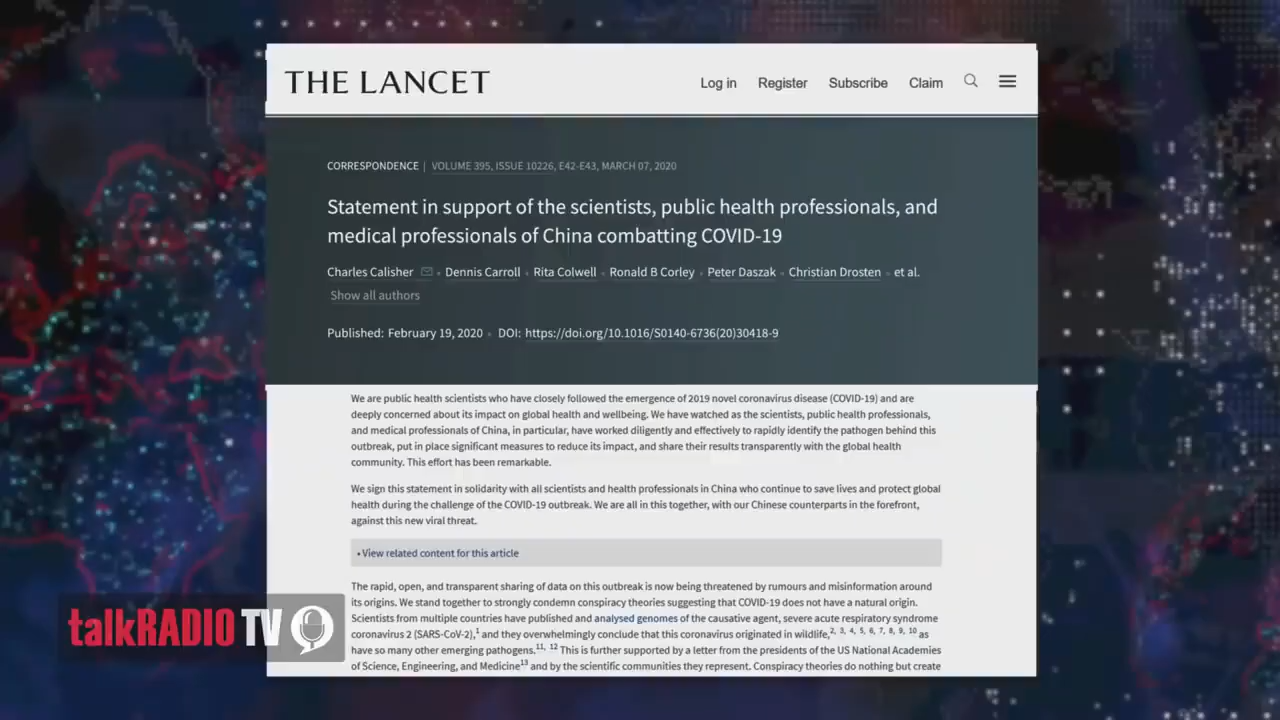 THE LANCET
Log in Register Subscribe Claim
CORRESPONDENCE | VOLUME 395, ISSUE 10226, E42-E43, MARCH 07, 2020
Statement in support of the scientists, public health professionals, and
medical professionals of China combatting COVID-19
Charles Calisher • Dennis Carroll • Rita Colwell • Ronald B Corley • Peter Daszak • Christian Drosten • et al.
Show all authors
Published: February 19, 2020 • DOI: https://doi.org/10.1016/S0140-6736(20)30418-9
We are public health scientists who have closely followed the emergence of 2019 novel coronavirus disease (COVID-19) and are
deeply concerned about its impact on global health and wellbeing. We have watched as the scientists, public health professionals,
and medical professionals of China, in particular, have worked diligently and effectively to rapidly identify the pathogen behind this
outbreak, put in place significant measures to reduce its impact, and share their results transparently with the global health
community. This effort has been remarkable.
We sign this statement in solidarity with all scientists and health professionals in China who continue to save lives and protect global
health during the challenge of the COVID-19 outbreak. We are all in this together, with our Chinese counterparts in the forefront,
against this new viral threat.
• View related content for this article
The rapid, open, and transparent sharing of data on this outbreak is now being threatened by rumours and misinformation around
its origins. We stand together to strongly condemn conspiracy theories suggesting that COVID-19 does not have a natural origin.
Scientists from multiple countries have published and analysed genomes of the causative agent, severe acute respiratory syndrome
coronavirus 2 (SARS-CoV-2),1 and they overwhelmingly conclude that this coronavirus originated in wildlife,2, 3, 4, 5, 6, 7, 8, 9, 10 as
have so many other emerging pathogens.11, 12 This is further supported by a letter from the presidents of the US National Academies
of Science, Engineering, and Medicine13 and by the scientific communities they represent. Conspiracy theories do nothing but create
talkRADIO TV